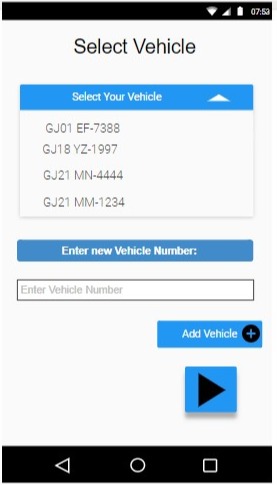 07:53
Select Vehicle
Select Your Vehicle
GJ01 EF-7388
GJ18 YZ-1997
GJ21 MN-4444
GJ21 MM-1234
Enter new Vehicle Number:
Enter Vehicle Number
Add Vehicle